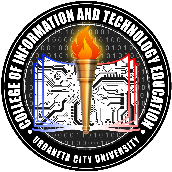 COLLEGE OF INFORMATION AND TECHNOLOGY EDUCATION
URDANETA CITY UNIVERSITY